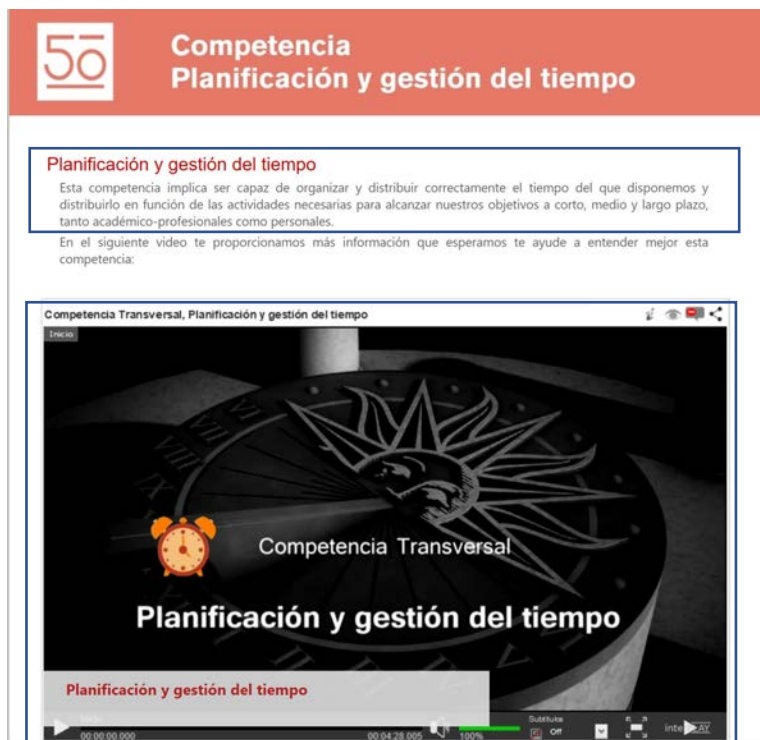 50
Competencia
Planificación y gestión del tiempo
Planificación y gestión del tiempo
Esta competencia implica ser capaz de organizar y distribuir correctamente el tiempo del que disponemos y
distribuirlo en función de las actividades necesarias para alcanzar nuestros objetivos a corto, medio y largo plazo,
tanto académico-profesionales como personales.
En el siguiente video te proporcionamos más información que esperamos te ayude a entender mejor esta
competencia:
Competencia Transversal, Planificación y gestión del tiempo
Inicio
VI
VII
VIII
Competencia Transversal
Planificación y gestión del tiempo
Planificación y gestión del tiempo
00:00:00.000
00:04:28.005
100%
Subtítulos
Off